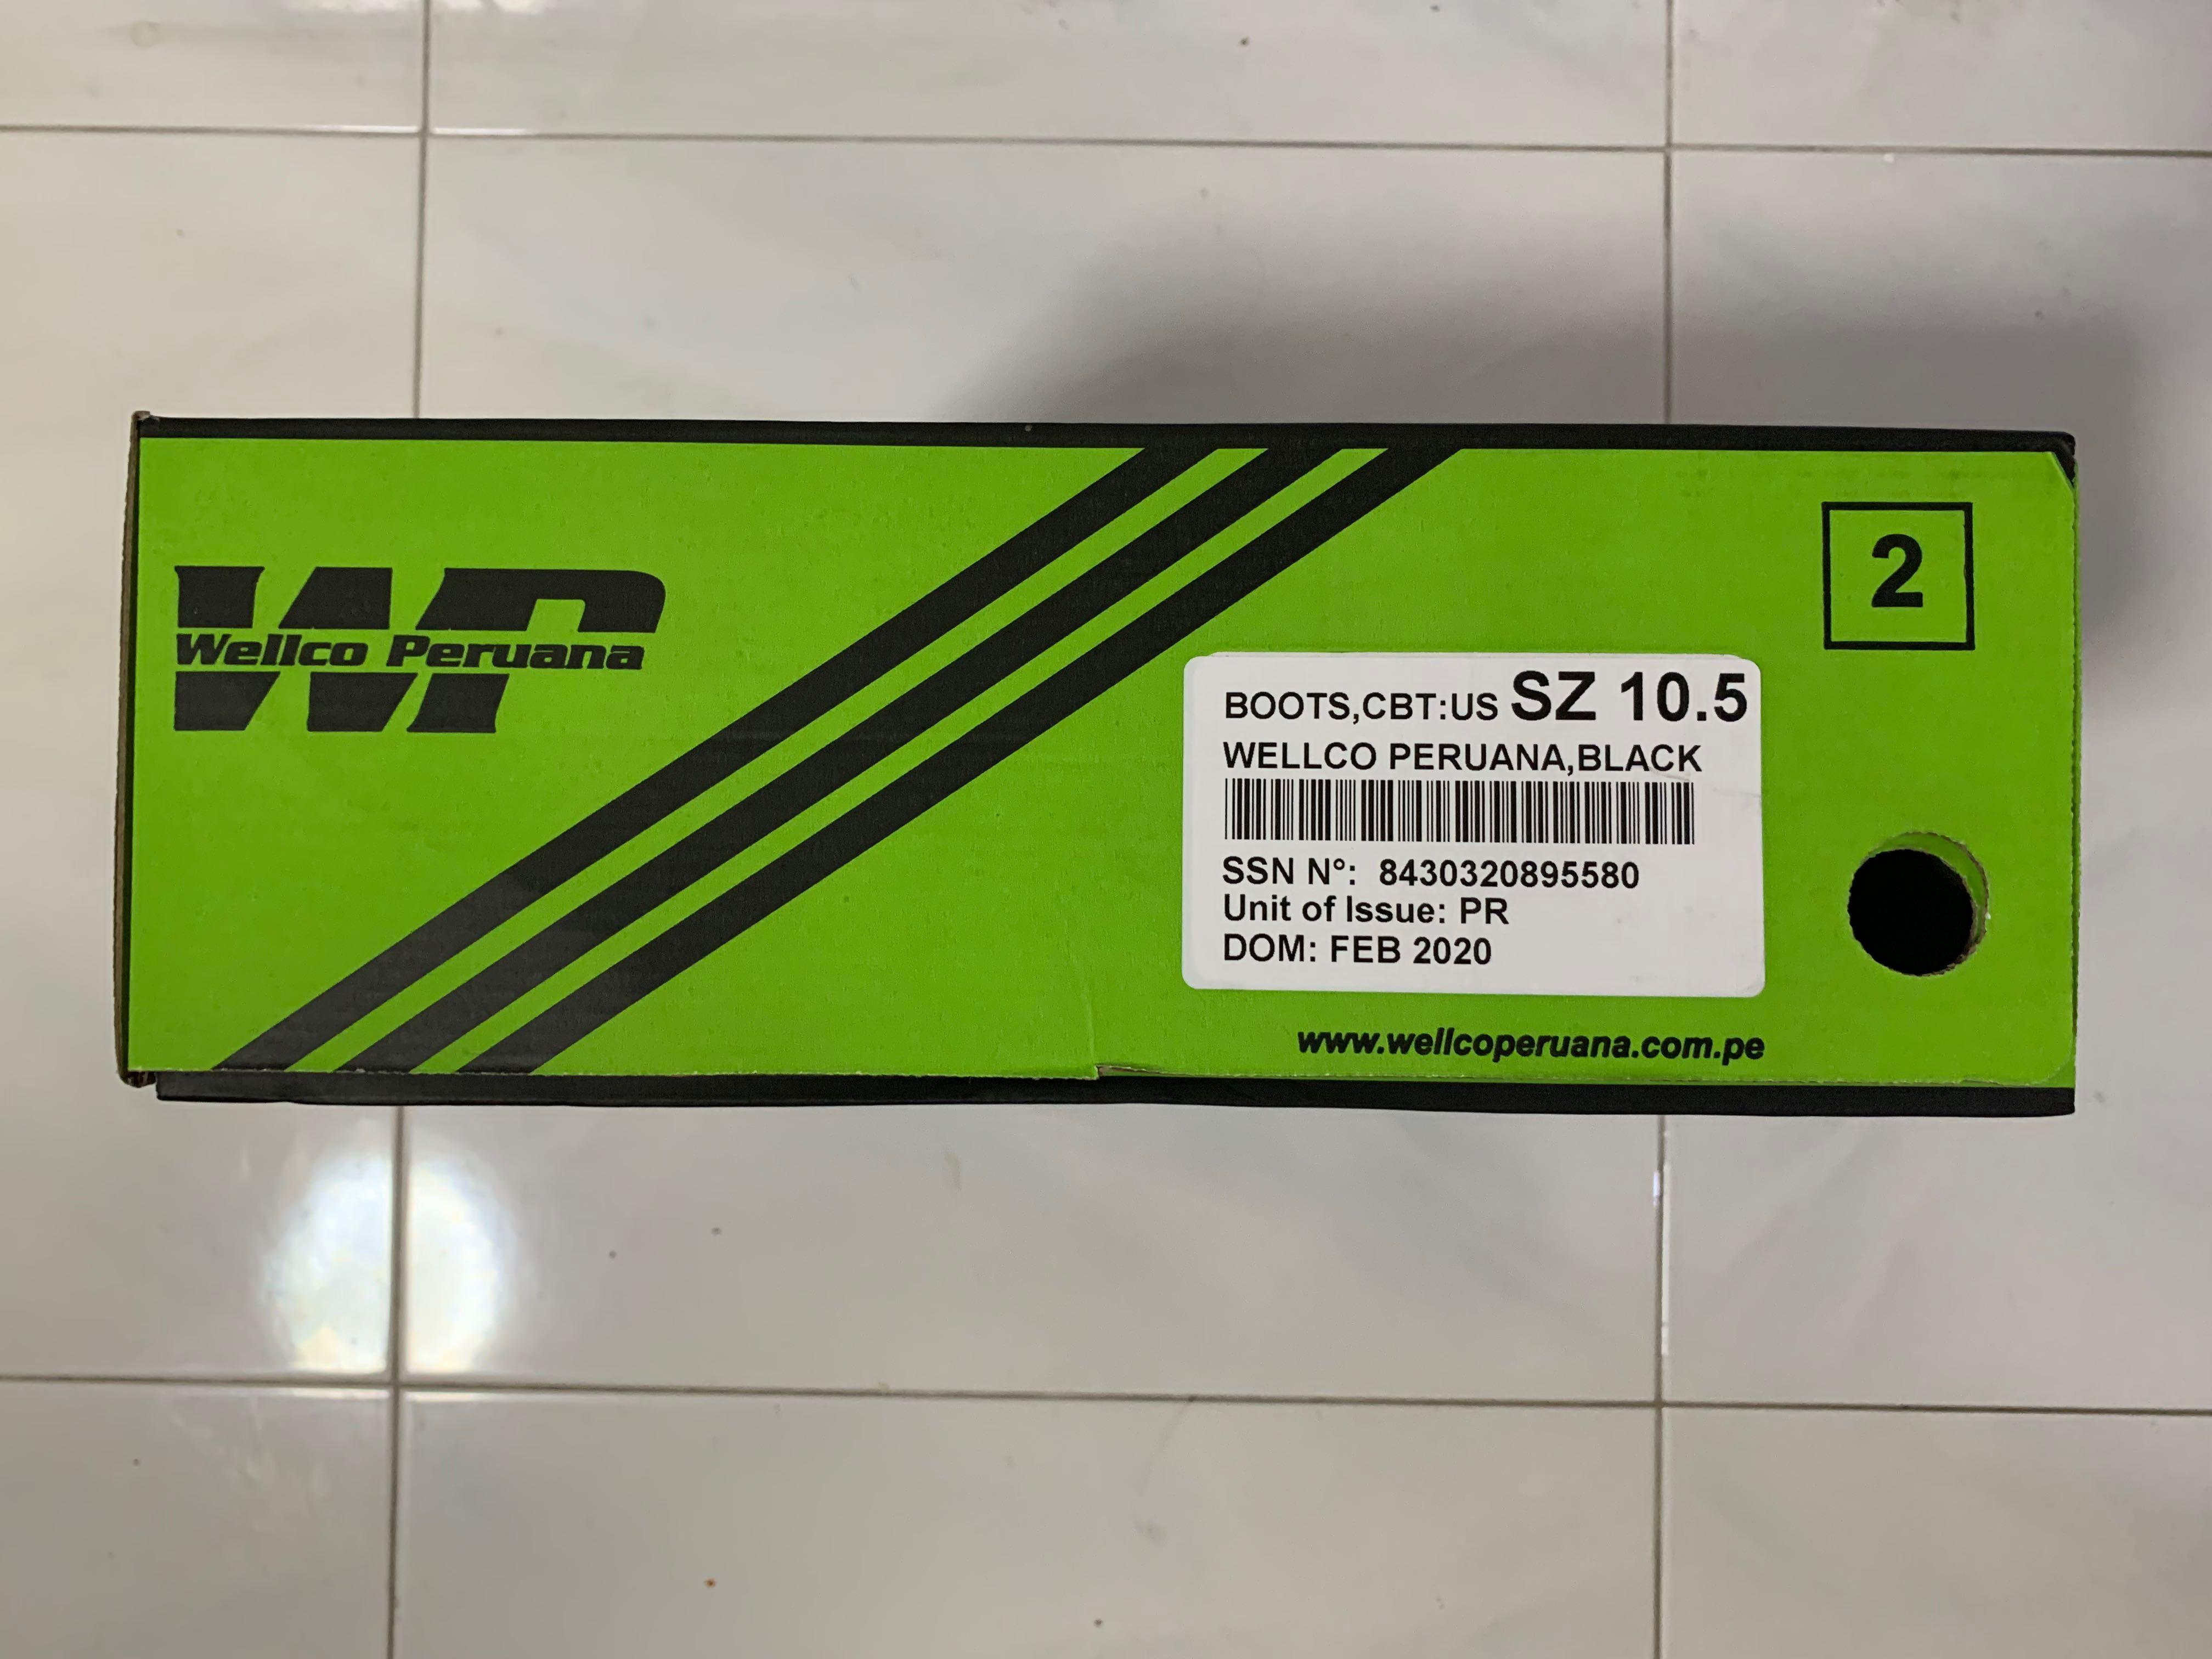 WP
Wellco Peruana
2
BOOTS,CBT:US SZ 10.5
WELLCO PERUANA,BLACK
SSN N°: 8430320895580
Unit of Issue: PR
DOM: FEB 2020
www.wellcoperuana.com.pe